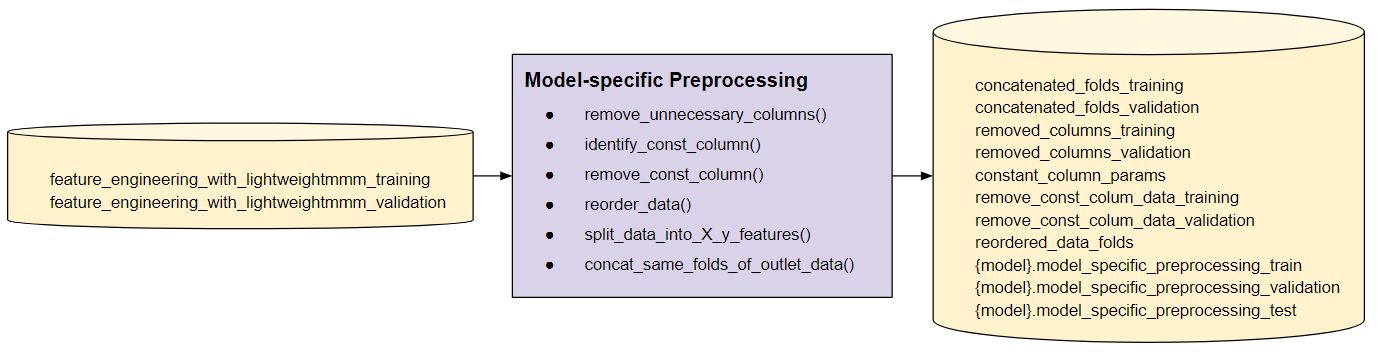 feature_engineering_with_lightweightmmm_training
feature_engineering_with_lightweightmmm_validation
Model-specific Preprocessing
● remove_unnecessary_columns()
● identify_const_column()
● remove_const_column()
● reorder_data()
● split_data_into_X_y_features()
● concat_same_folds_of_outlet_data()
concatenated_folds_training
concatenated_folds_validation
removed_columns_training
removed_columns_validation
constant_column_params
remove_const_colum_data_training
remove_const_colum_data_validation
reordered_data_folds
{model}.model_specific_preprocessing_train
{model}.model_specific_preprocessing_validation
{model}.model_specific_preprocessing_test